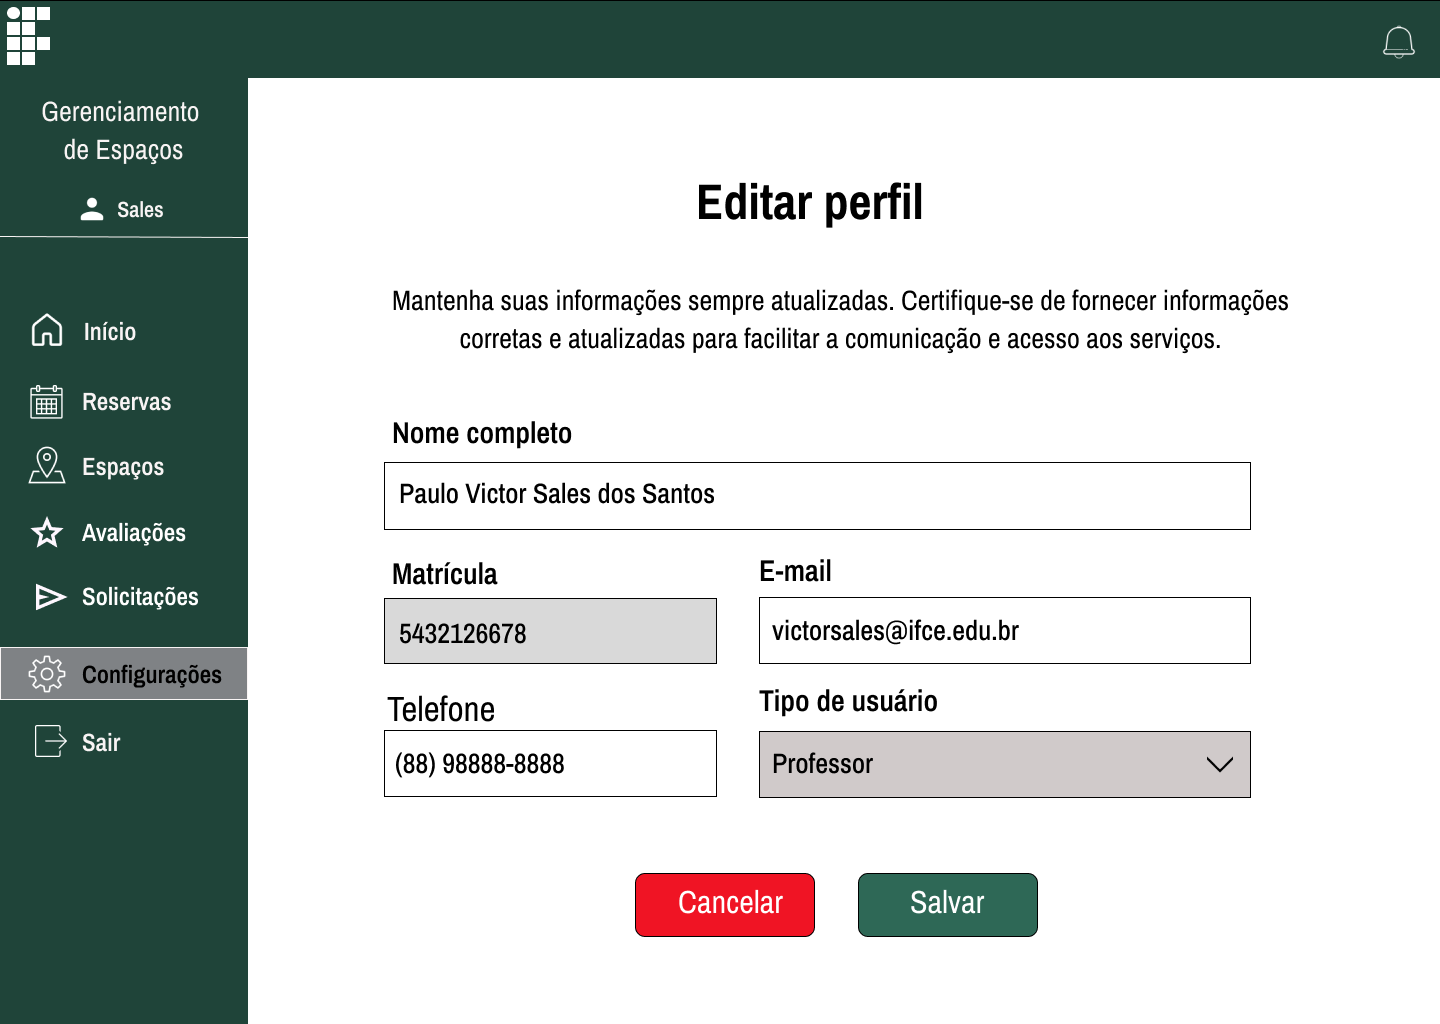 Gerenciamento
de Espaços
Sales
Início
Reservas
Espaços
Avaliações
Solicitações
Configurações
Sair
Editar perfil
Mantenha suas informações sempre atualizadas. Certifique-se de fornecer informações
corretas e atualizadas para facilitar a comunicação e acesso aos serviços.
Nome completo
Paulo Victor Sales dos Santos
Matrícula
5432126678
E-mail
victorsales@ifce.edu.br
Telefone
(88) 98888-8888
Tipo de usuário
Professor
Cancelar
Salvar